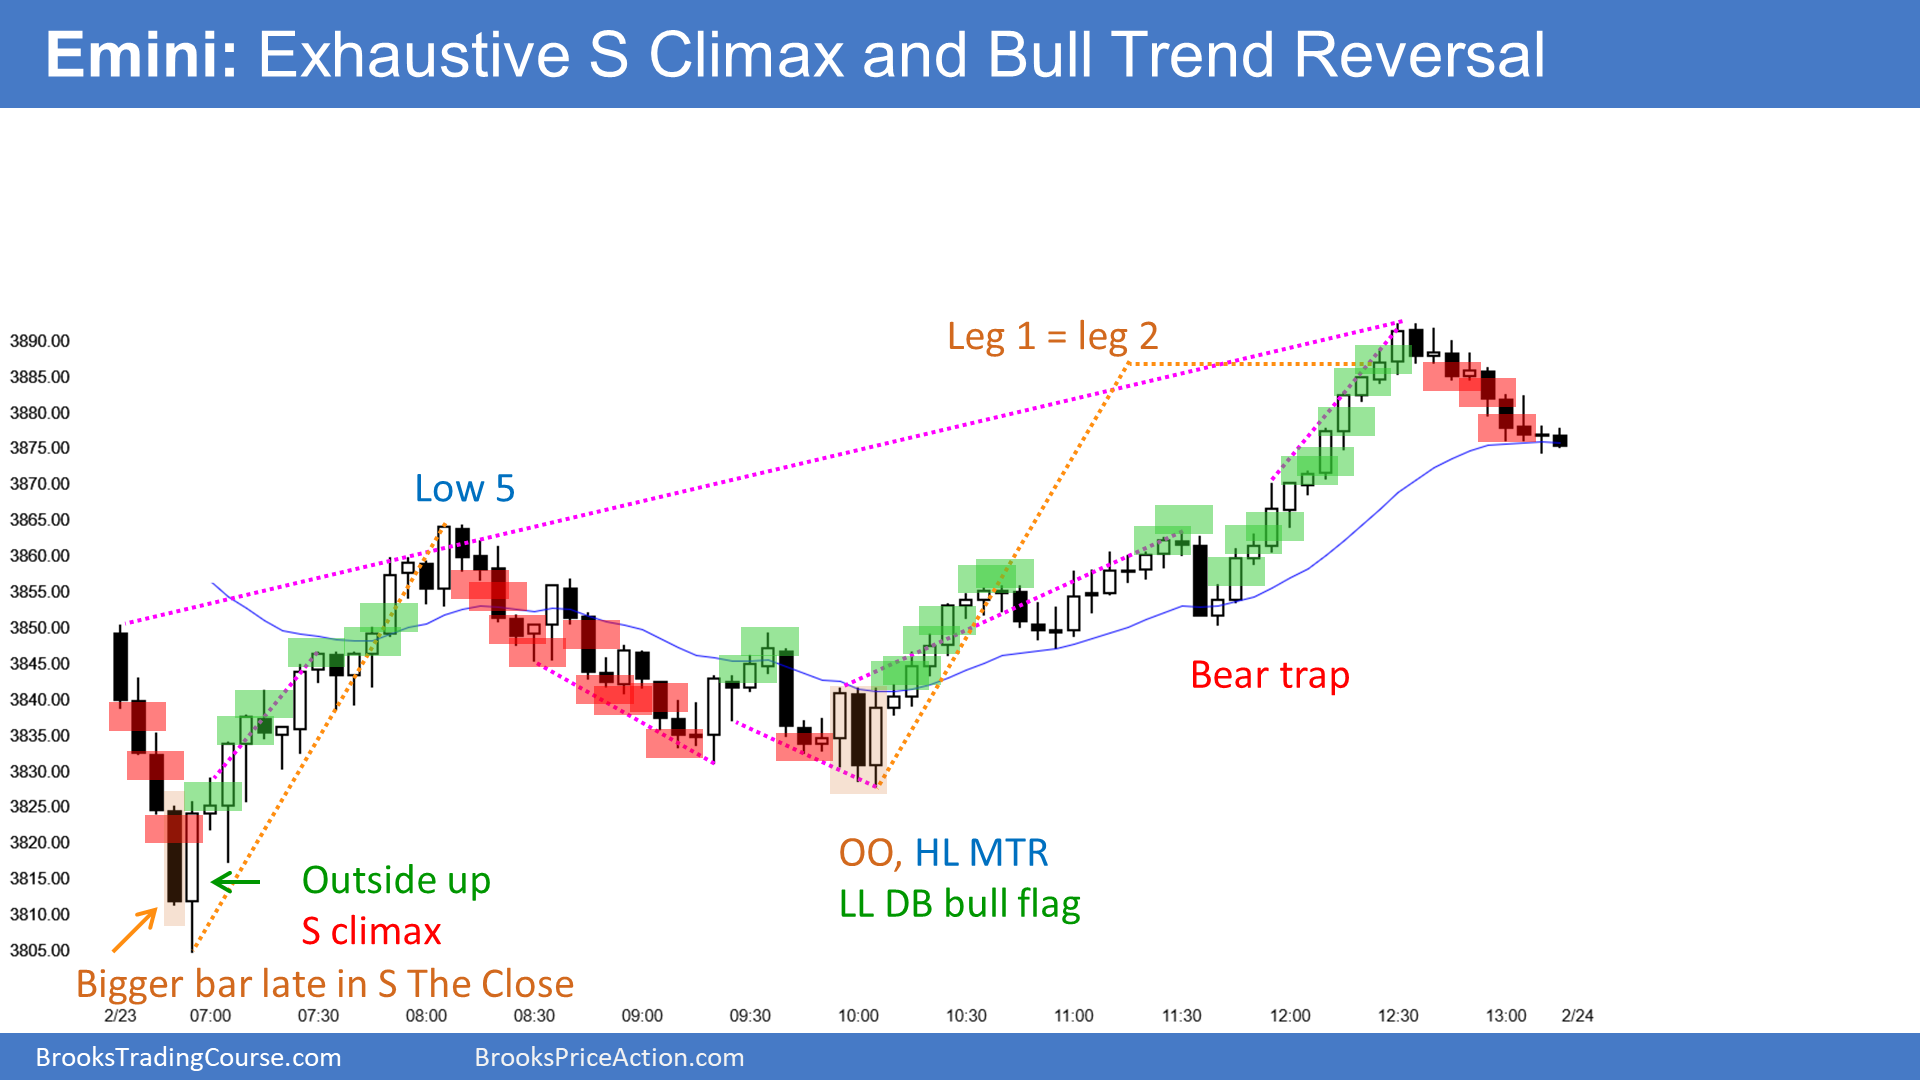 Emini: Exhaustive S Climax and Bull Trend Reversal
Leg 1 = leg 2
3890.00
3885.00
3880.00
3875.00
3870.00
3865.00
3860.00
3855.00
3850.00
3845.00
3840.00
3835.00
3830.00
3825.00
3820.00
3815.00
3810.00
3805.00
Low 5
Bear trap
OO, HL MTR
LL DB bull flag
Outside up
S climax
Bigger bar late in S The Close
2/23 07:00 07:30 08:00 08:30 09:00 09:30 10:00 10:30 11:00 11:30 12:00 12:30 13:00 2/24
BrooksTradingCourse.com BrooksPriceAction.com